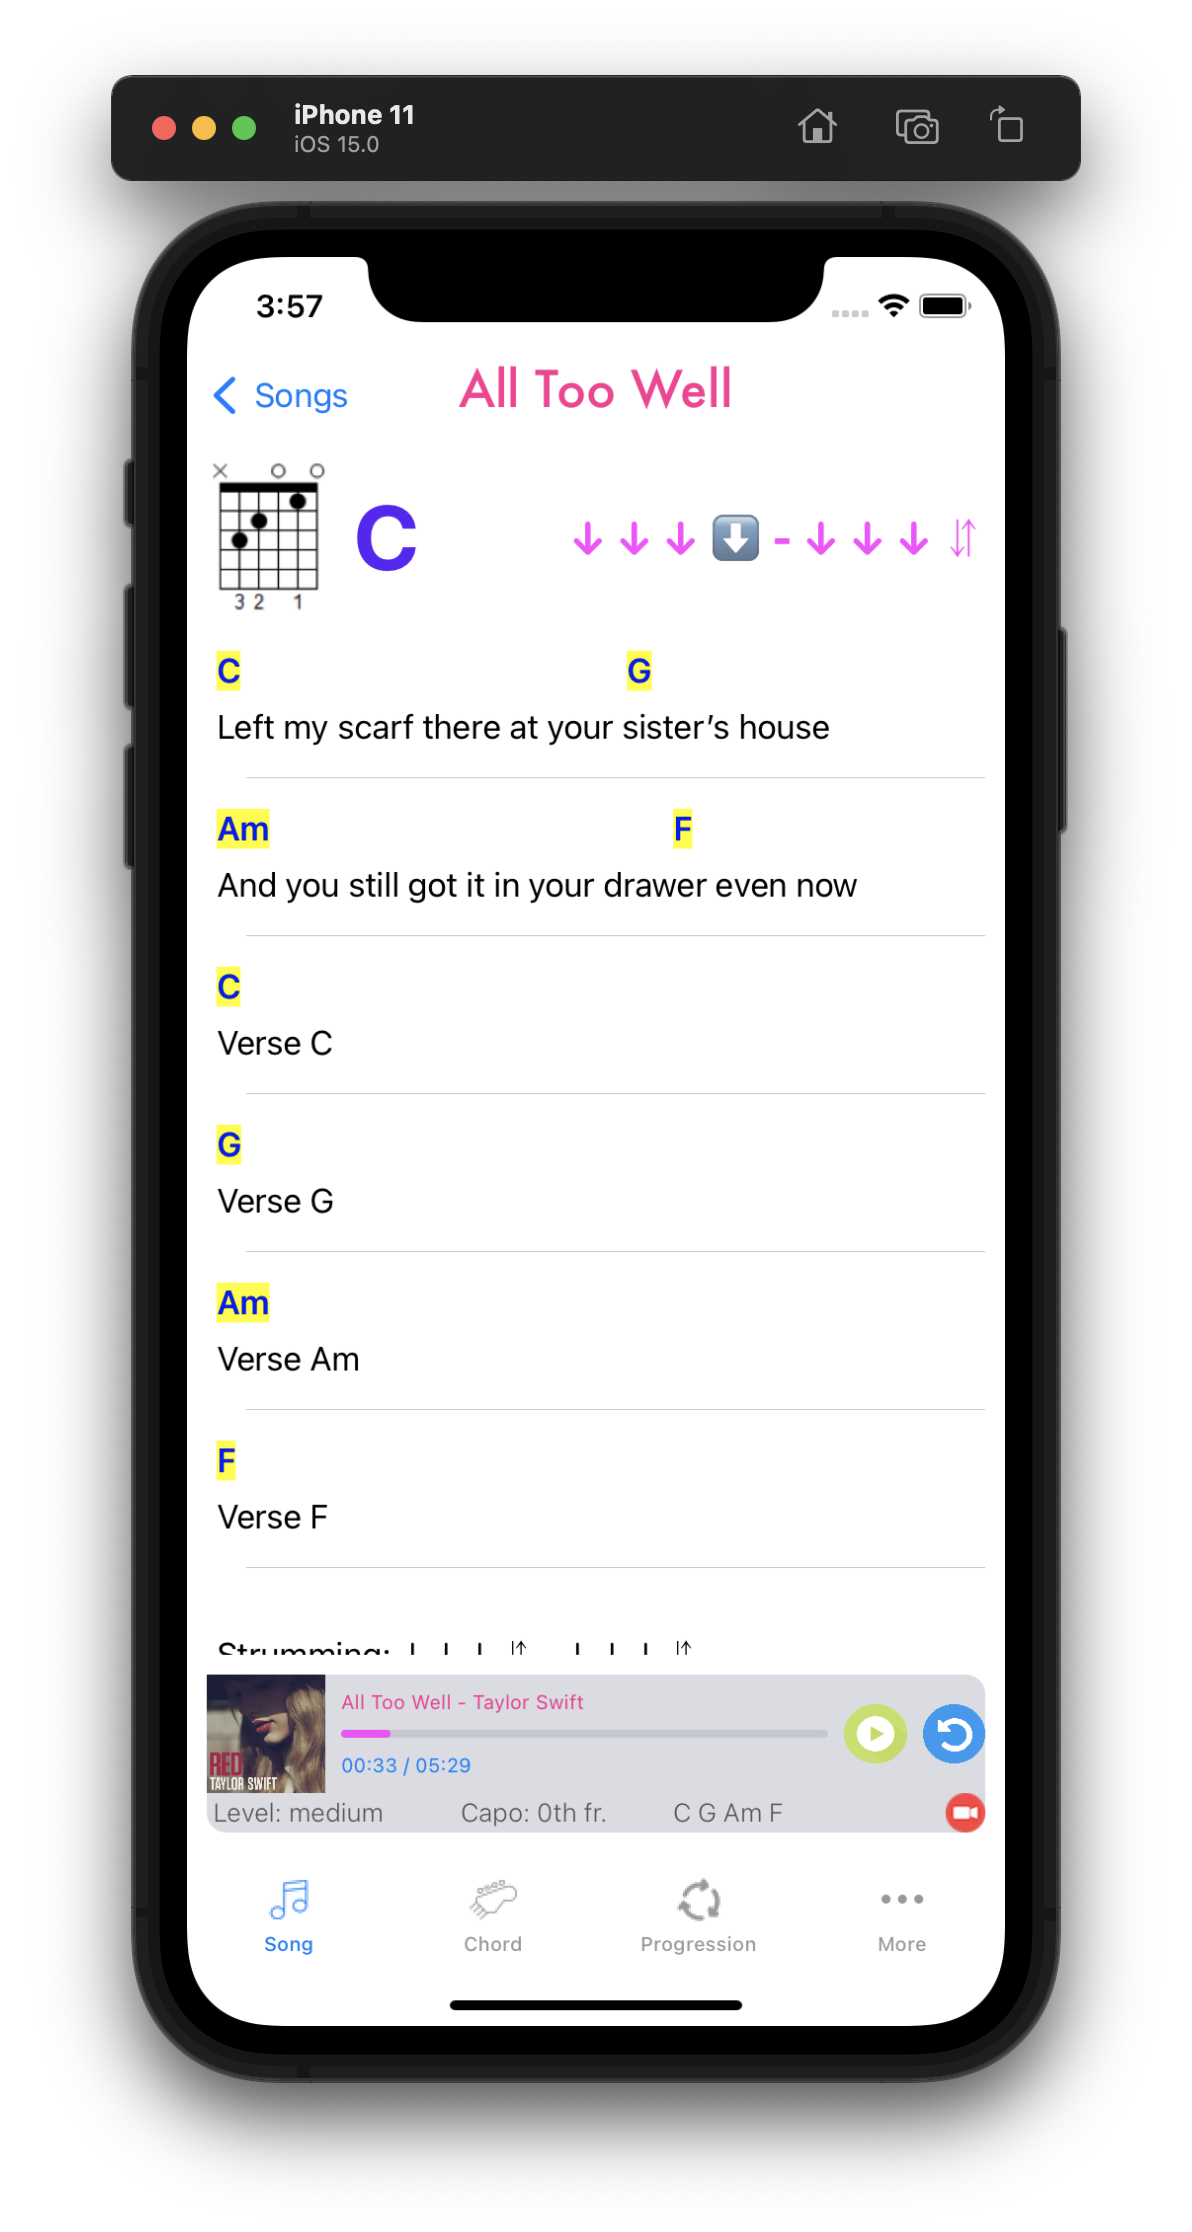 iPhone 11
iOS 15.0
3:57
Songs
All Too Well
x o o
3 2 1
C
↓ ↓ ↓ ⬇️ - ↓ ↓ ↓ ⇵
C G
Left my scarf there at your sister’s house
Am F
And you still got it in your drawer even now
C
Verse C
G
Verse G
Am
Verse Am
F
Verse F
Strumming:
All Too Well - Taylor Swift
00:33 / 05:29
RED
TAYLOR SWIFT
Level: medium Capo: 0th fr. C G Am F
Song Chord Progression More